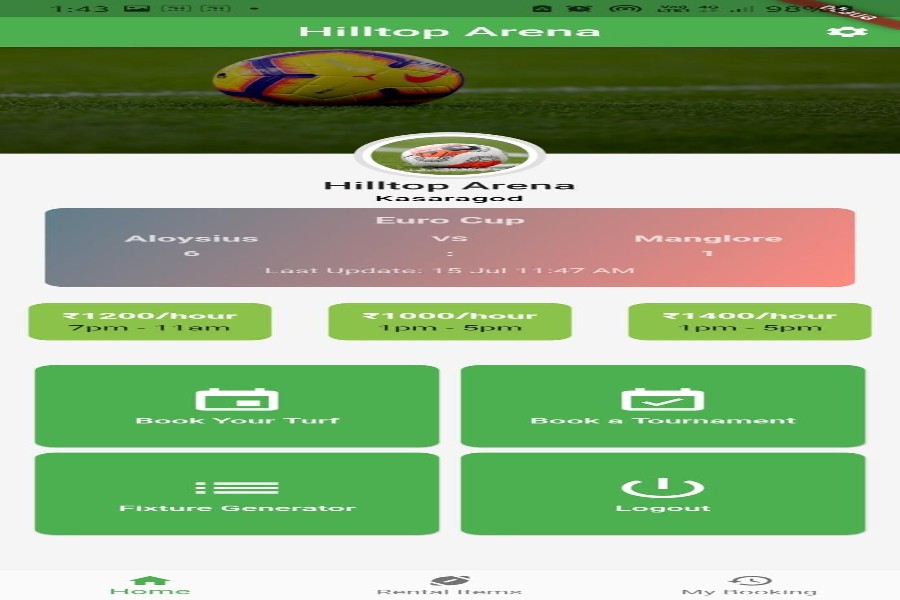 1:43 98%
Hilltop Arena
Hilltop Arena
Kasaragod
Euro Cup
Aloysius vs Manglore
6 : 1
Last Update: 15 Jul 11:47 AM
₹1200/hour ₹1000/hour ₹1400/hour
7pm - 11am 1pm - 5pm 1pm - 5pm
Book Your Turf Book a Tournament
Fixture Generator Logout
Home Rental Items My Booking